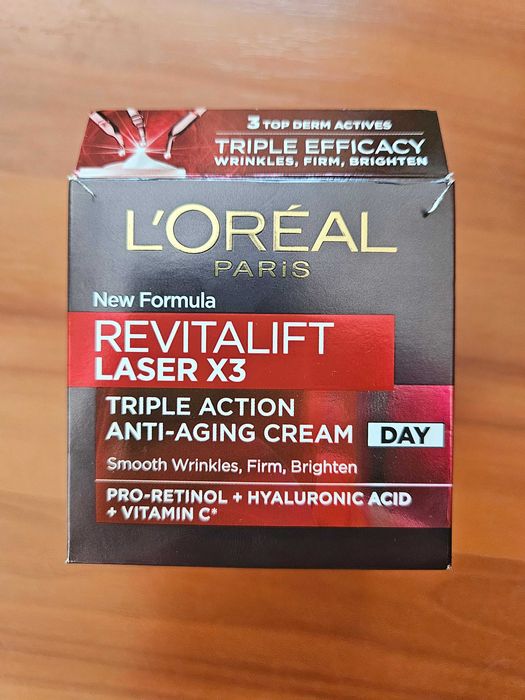 3 TOP DERM ACTIVES
TRIPLE EFFICACY
WRINKLES, FIRM, BRIGHTEN
L'ORÉAL
PARiS
New Formula
REVITALIFT
LASER X3
TRIPLE ACTION
ANTI-AGING CREAM DAY
Smooth Wrinkles, Firm, Brighten
PRO-RETINOL + HYALURONIC ACID
+ VITAMIN C*